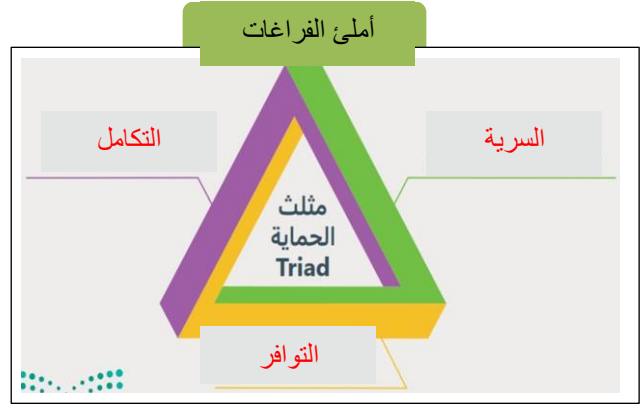 أملئ الفراغات
السرية
التكامل
مثلث
الحماية
Triad
التوافر